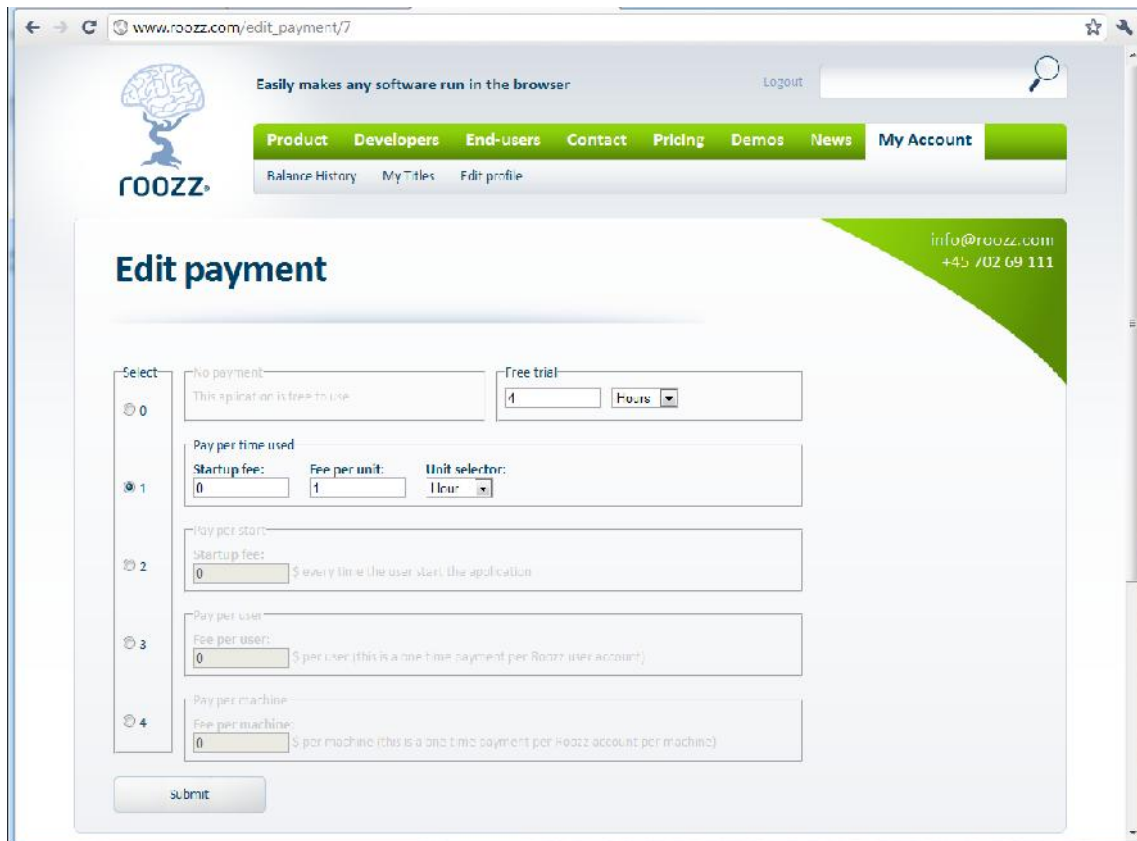 www.roozz.com/edit_payment/7
Easily makes any software run in the browser
Logout
Product Developers End-users Contact Pricing Demos News My Account
roozz
Balance History My Titles Edit profile
info@roozz.com
+45 702 69 111
Edit payment
Select
No payment
Free trial
0
This aplication is free to use
4 Hours
Pay per time used
Startup fee: Fee per unit: Unit selector:
1
0 1 Hour
Pay per start
Startup fee:
2
0 $ every time the user start the application
Pay per user
Fee per user:
3
0 $ per user (this is a one time payment per Roozz user account)
Pay per machine
Fee per machine:
4
0 $ per machine (this is a one time payment per Roozz account per machine)
Submit